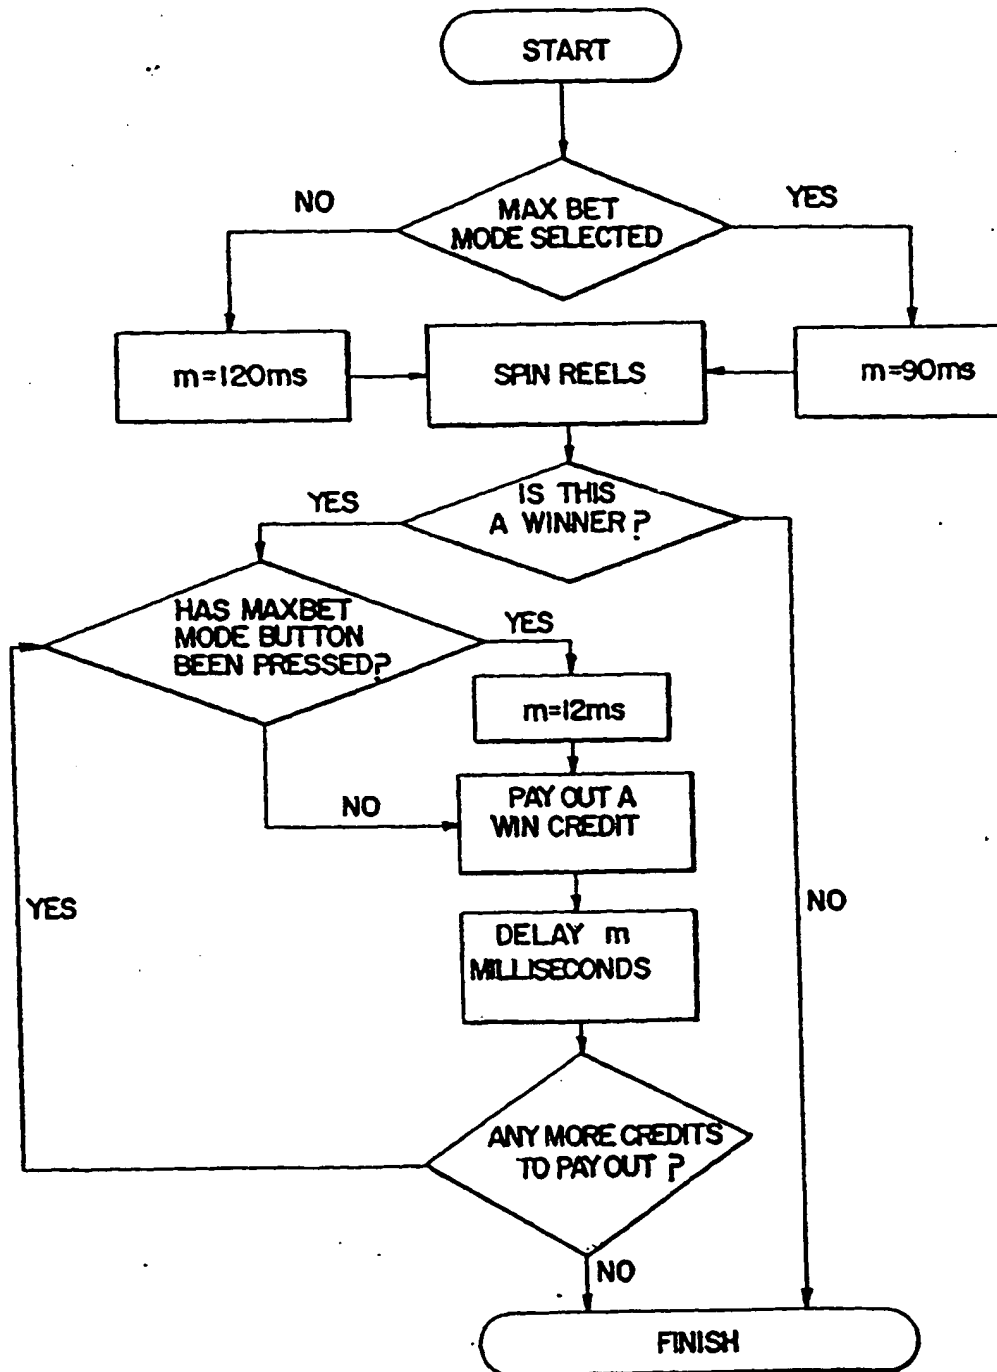 START
NO
MAX BET
MODE SELECTED
YES
m=120ms
SPIN REELS
m=90ms
YES
IS THIS
A WINNER?
HAS MAXBET
MODE BUTTON
BEEN PRESSED?
YES
m=12ms
NO
PAY OUT A
WIN CREDIT
YES
NO
DELAY m
MILLISECONDS
ANY MORE CREDITS
TO PAY OUT ?
NO
FINISH